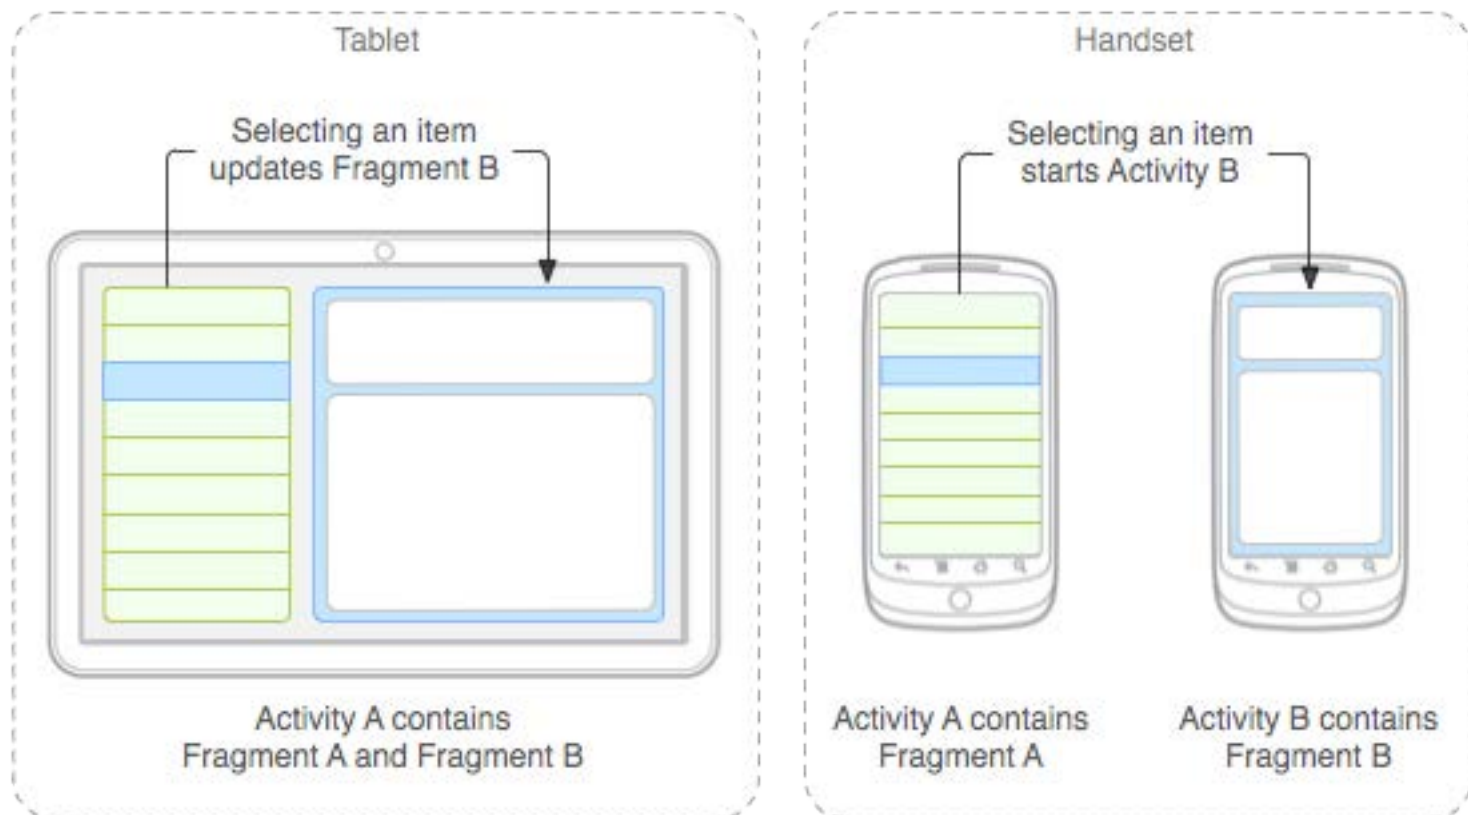 Tablet
Selecting an item
updates Fragment B
Activity A contains
Fragment A and Fragment B
Handset
Selecting an item
starts Activity B
Activity A contains
Fragment A
Activity B contains
Fragment B